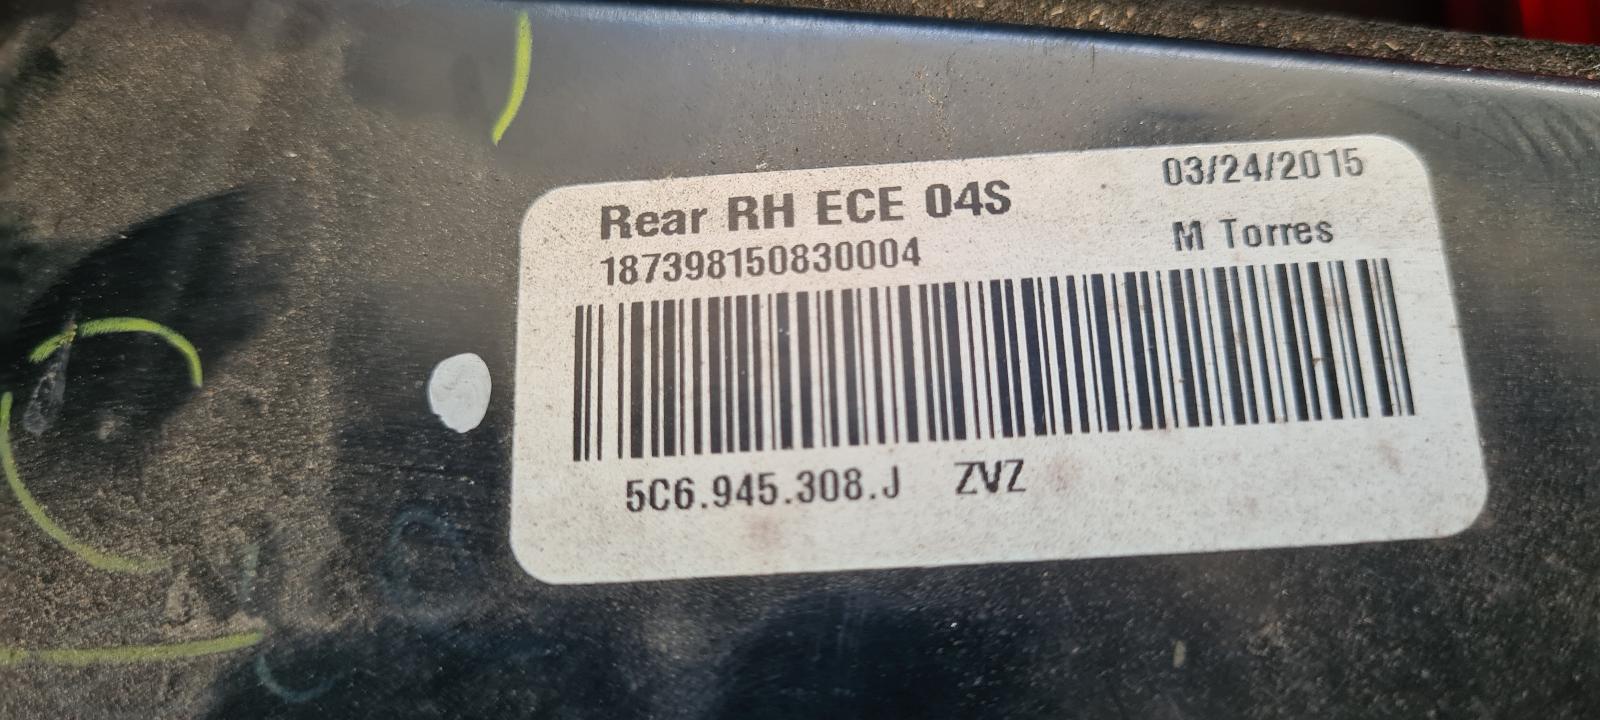 Rear RH ECE 04S
03/24/2015
187398150830004
M Torres
5C6.945.308.J ZVZ